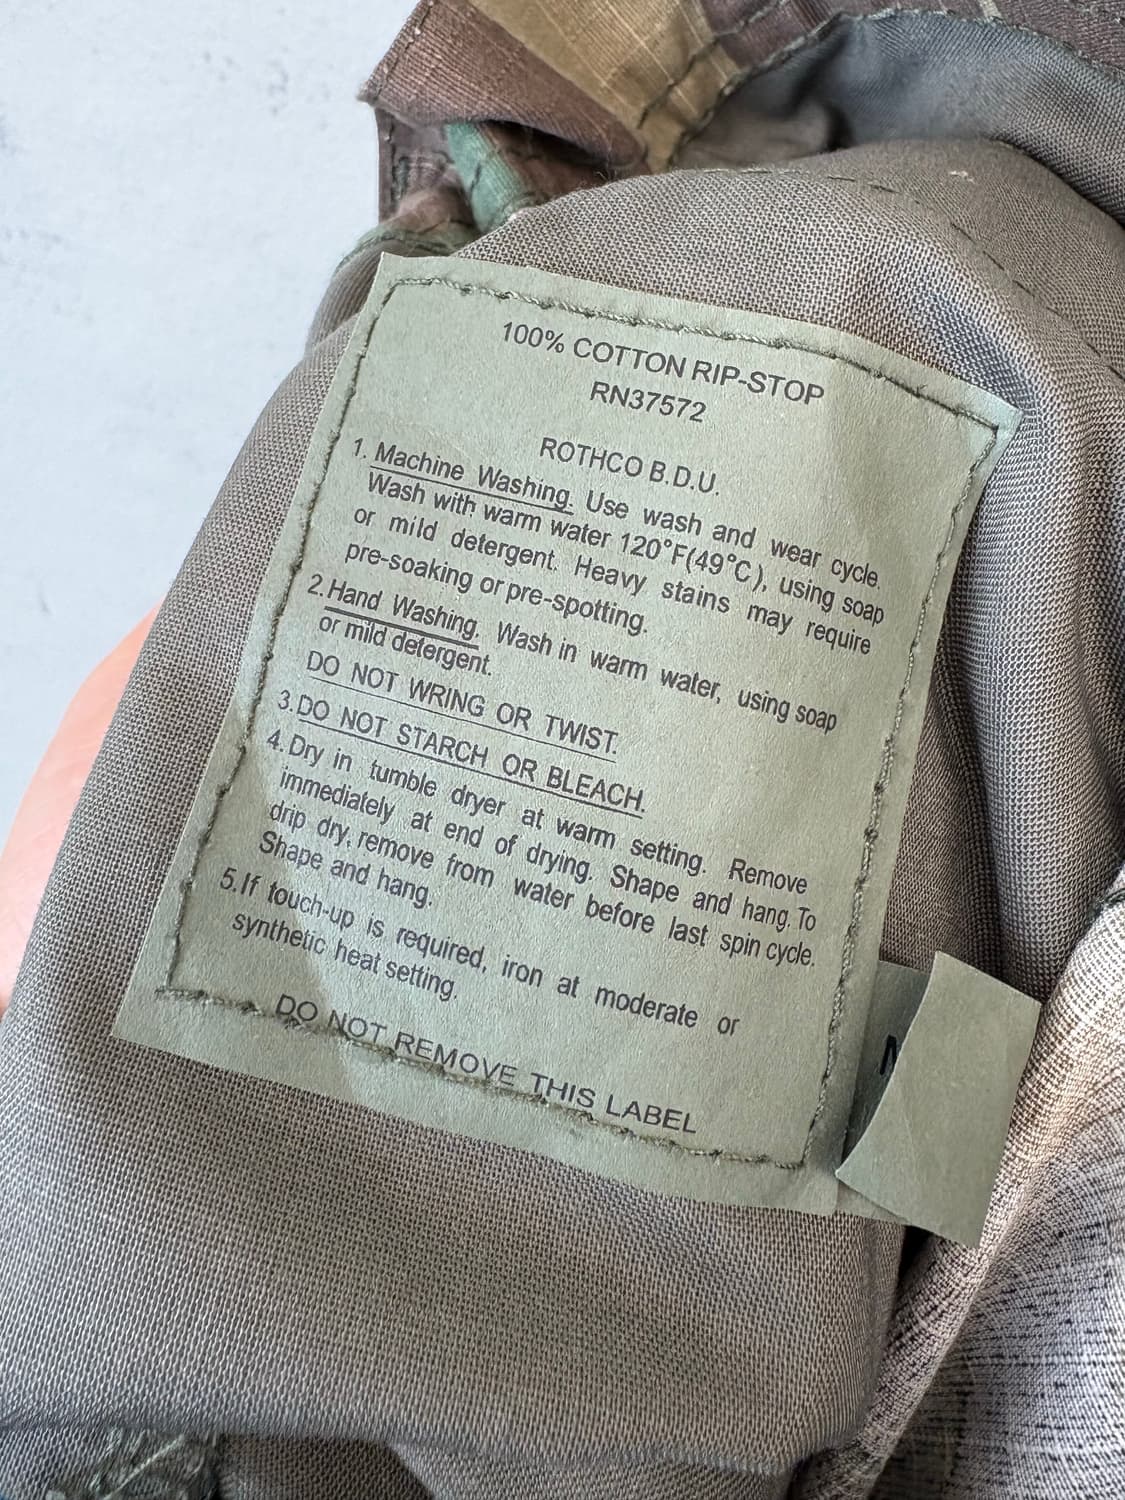 100% COTTON RIP-STOP
RN37572
ROTHCO B.D.U.
1. Machine Washing. Use wash and wear cycle.
Wash with warm water 120°F(49°C), using soap
or mild detergent. Heavy stains may require
pre-soaking or pre-spotting.
2. Hand Washing. Wash in warm water, using soap
or mild detergent.
DO NOT WRING OR TWIST.
3. DO NOT STARCH OR BLEACH.
4. Dry in tumble dryer at warm setting. Remove
immediately at end of drying. Shape and hang. To
drip dry, remove from water before last spin cycle.
Shape and hang.
5. If touch-up is required, iron at moderate or
synthetic heat setting.
DO NOT REMOVE THIS LABEL